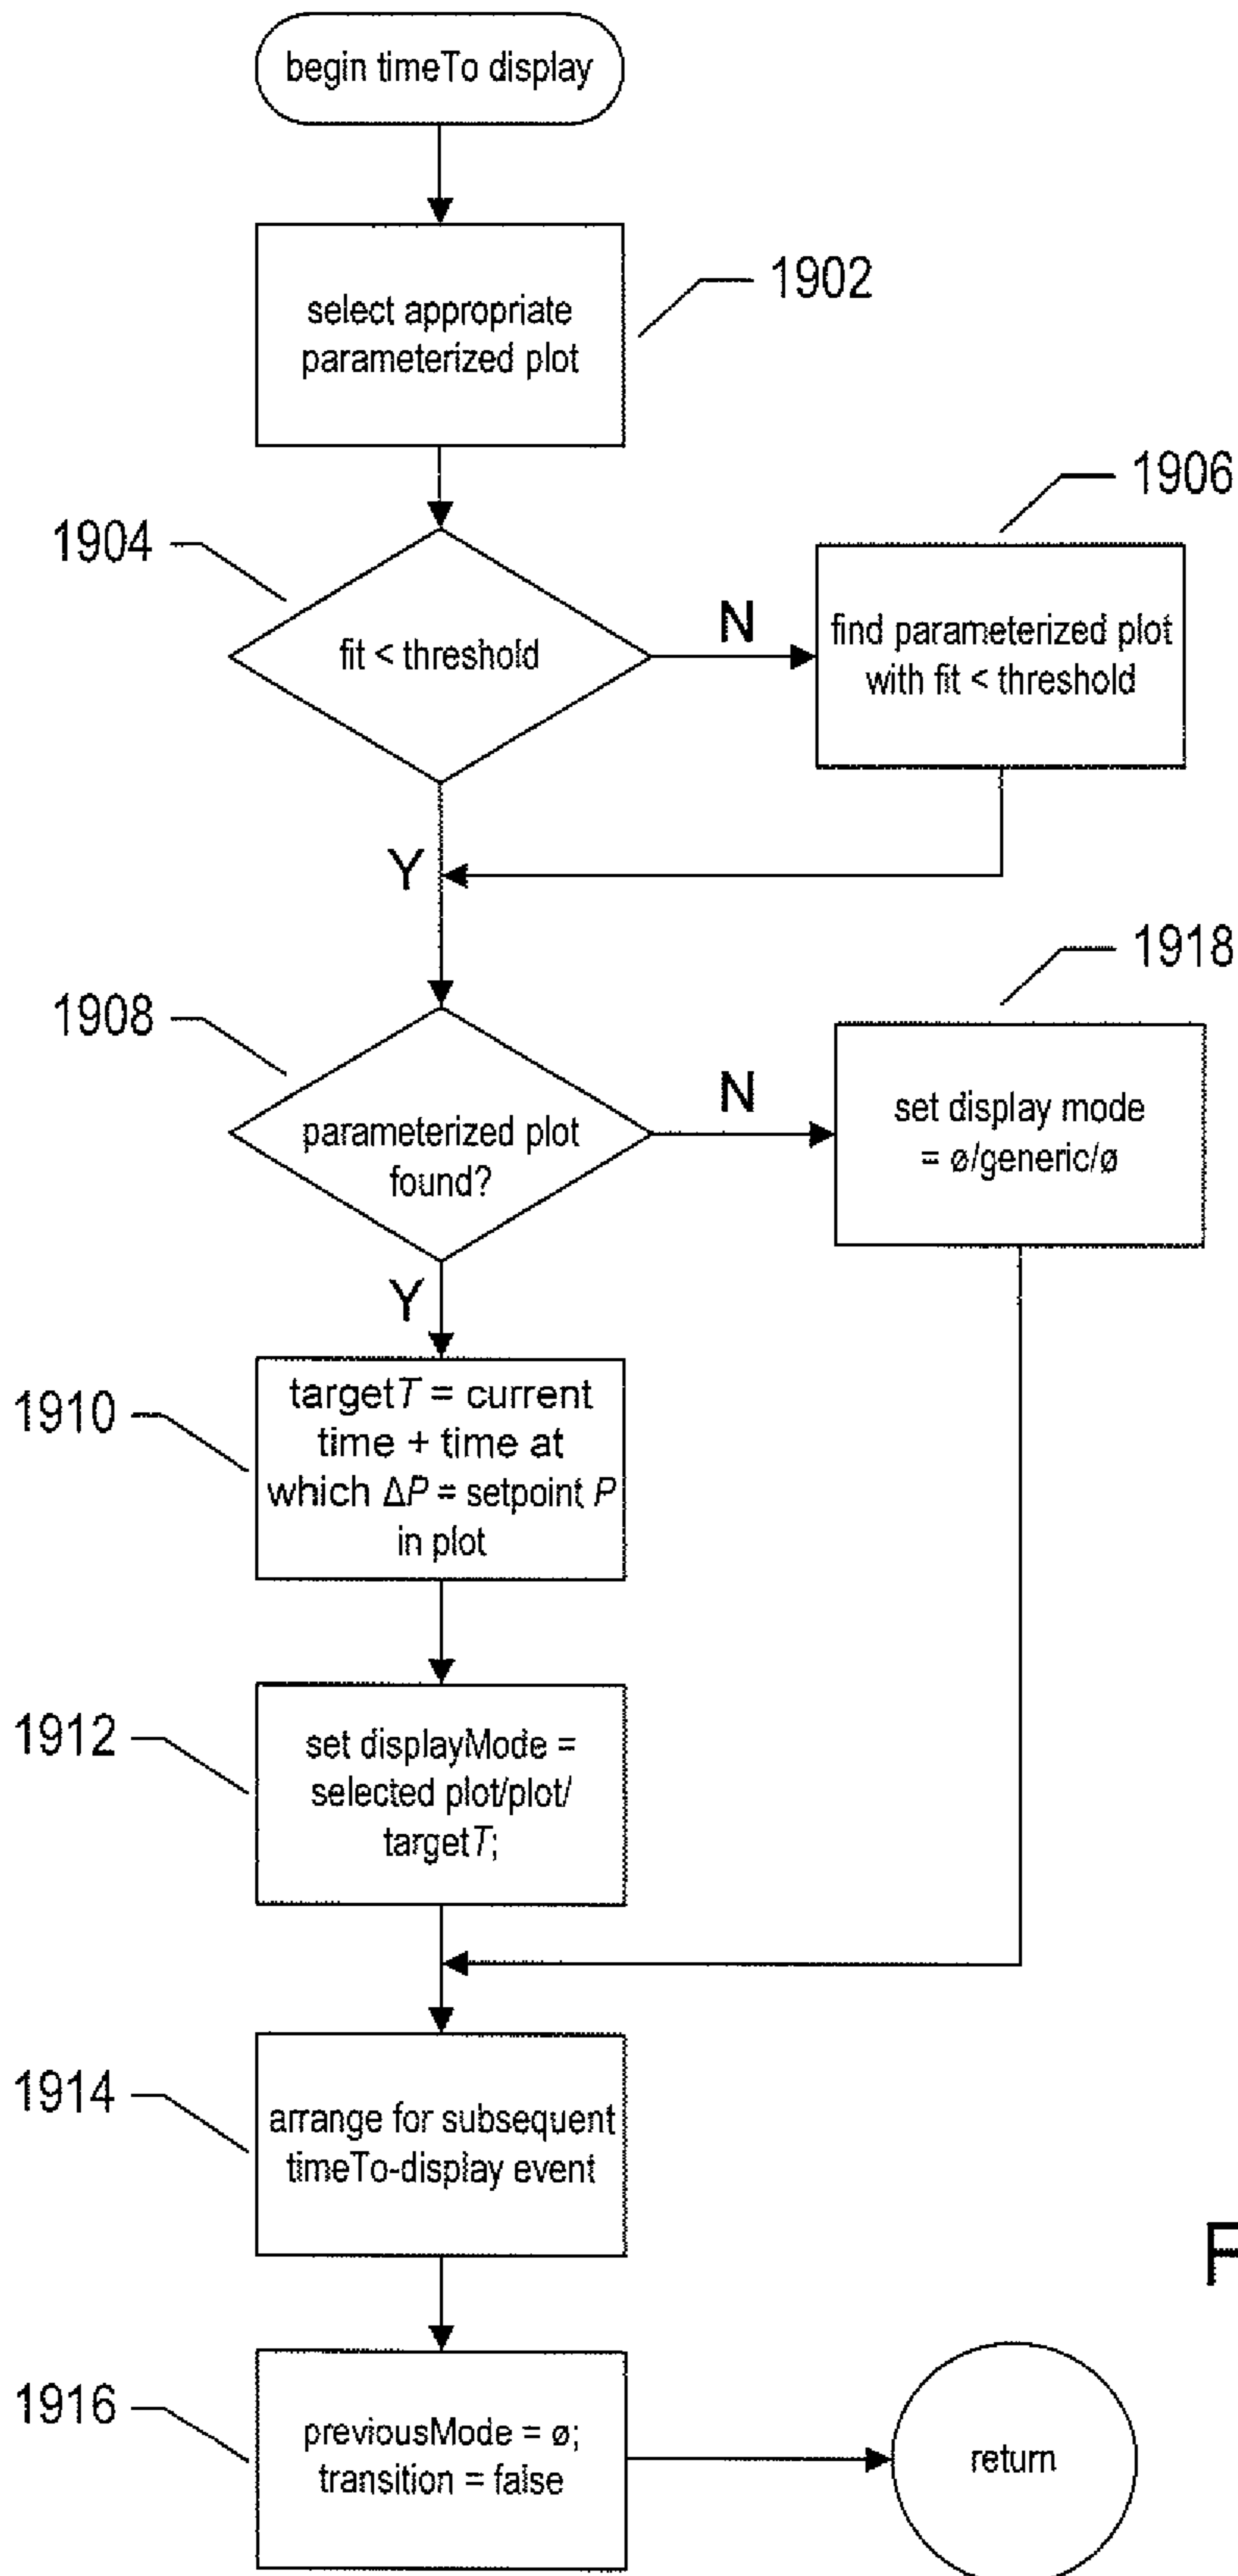 begin timeTo display
1902
select appropriate
parameterized plot
1906
1904
fit < threshold
N
find parameterized plot
with fit < threshold
Y
1918
1908
parameterized plot
found?
N
set display mode
= ø/generic/ø
Y
1910
targetT = current
time + time at
which ΔP = setpoint P
in plot
1912
set displayMode =
selected plot/plot/
targetT;
1914
arrange for subsequent
timeTo-display event
1916
previousMode = ø;
transition = false
return